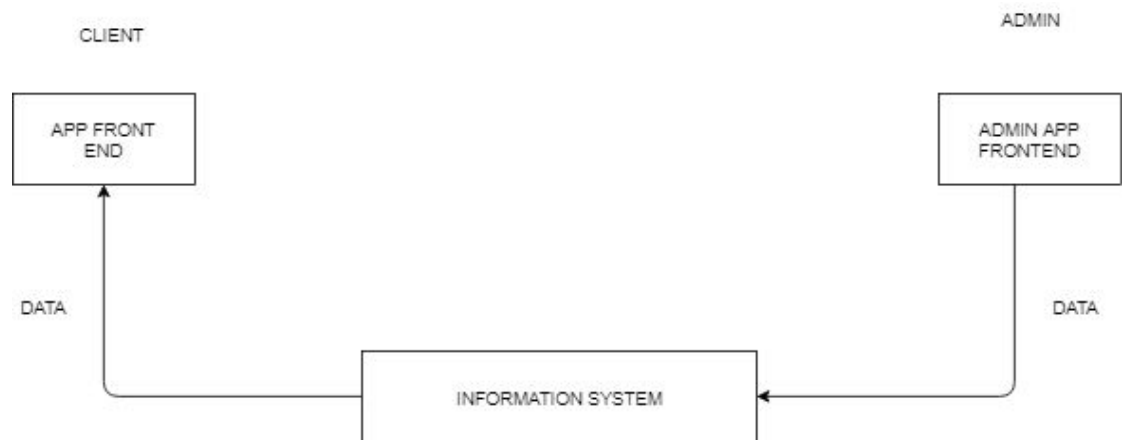 CLIENT
ADMIN
APP FRONT
END
ADMIN APP
FRONTEND
DATA
DATA
INFORMATION SYSTEM